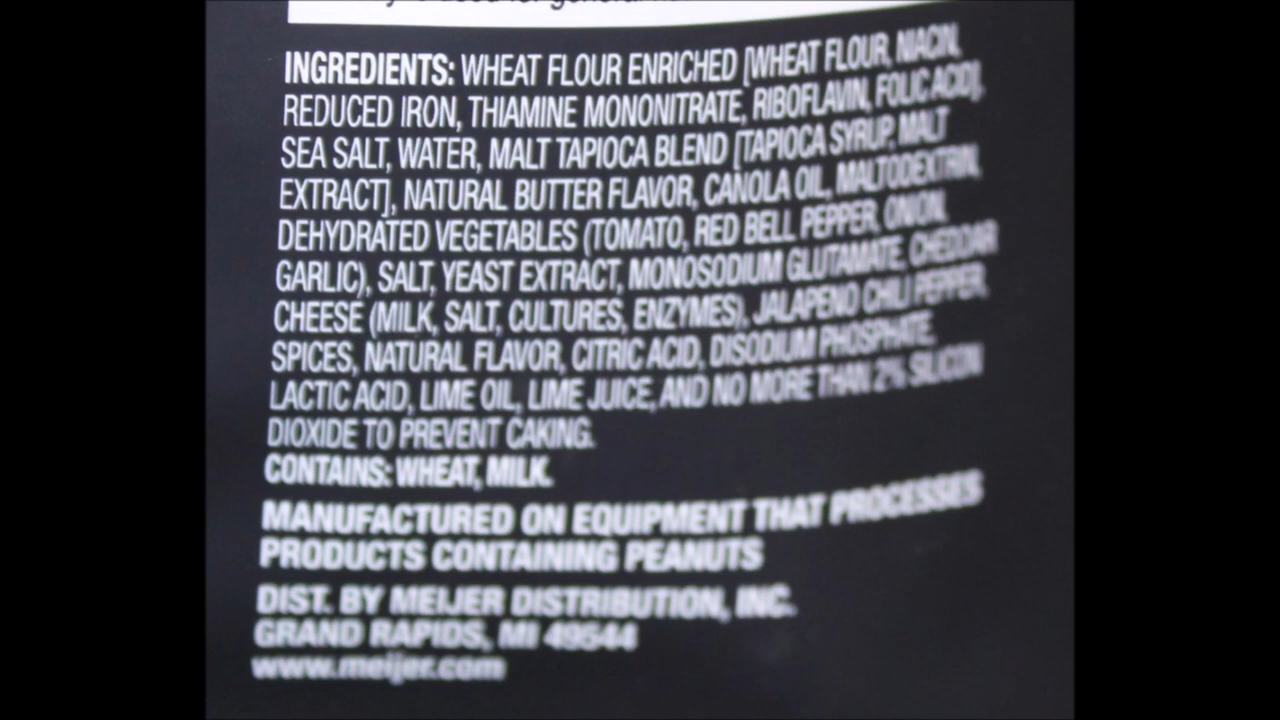 INGREDIENTS: WHEAT FLOUR ENRICHED [WHEAT FLOUR, NIACIN,
REDUCED IRON, THIAMINE MONONITRATE, RIBOFLAVIN, FOLIC ACID],
SEA SALT, WATER, MALT TAPIOCA BLEND [TAPIOCA SYRUP, MALT
EXTRACT], NATURAL BUTTER FLAVOR, CANOLA OIL, MALTODEXTRIN,
DEHYDRATED VEGETABLES (TOMATO, RED BELL PEPPER, ONION,
GARLIC), SALT, YEAST EXTRACT, MONOSODIUM GLUTAMATE, CHEDDAR
CHEESE (MILK, SALT, CULTURES, ENZYMES), JALAPENO CHILI PEPPER,
SPICES, NATURAL FLAVOR, CITRIC ACID, DISODIUM PHOSPHATE,
LACTIC ACID, LIME OIL, LIME JUICE, AND NO MORE THAN 2% SLICON
DIOXIDE TO PREVENT CAKING.
CONTAINS: WHEAT, MILK.
MANUFACTURED ON EQUIPMENT THAT PROCESSES
PRODUCTS CONTAINING PEANUTS
DIST. BY MEIJER DISTRIBUTION, INC.
GRAND RAPIDS, MI 49544
www.meijer.com